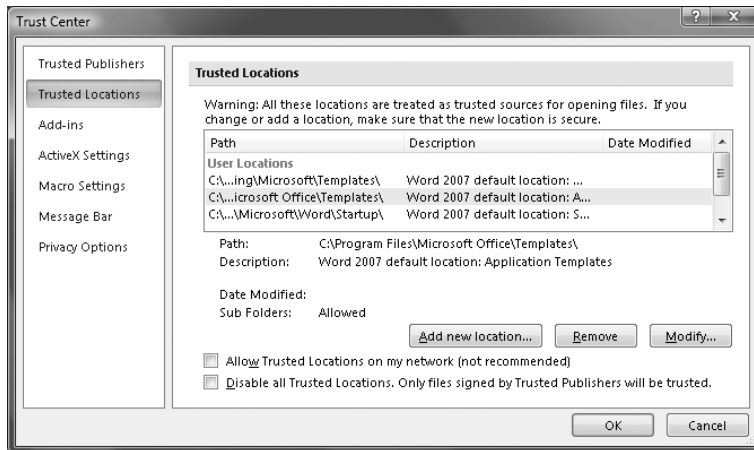 Trust Center
Trusted Publishers
Trusted Locations
Add-ins
ActiveX Settings
Macro Settings
Message Bar
Privacy Options
Trusted Locations
Warning: All these locations are treated as trusted sources for opening files. If you
change or add a location, make sure that the new location is secure.
Path Description Date Modified
User Locations
C:\...ing\Microsoft\Templates\ Word 2007 default location: ...
C:\...icrosoft Office\Templates\ Word 2007 default location: A...
C:\...\Microsoft\Word\Startup\ Word 2007 default location: S...
Path: C:\Program Files\Microsoft Office\Templates\
Description: Word 2007 default location: Application Templates
Date Modified:
Sub Folders: Allowed
Add new location... Remove Modify...
Allow Trusted Locations on my network (not recommended)
Disable all Trusted Locations. Only files signed by Trusted Publishers will be trusted.
OK Cancel